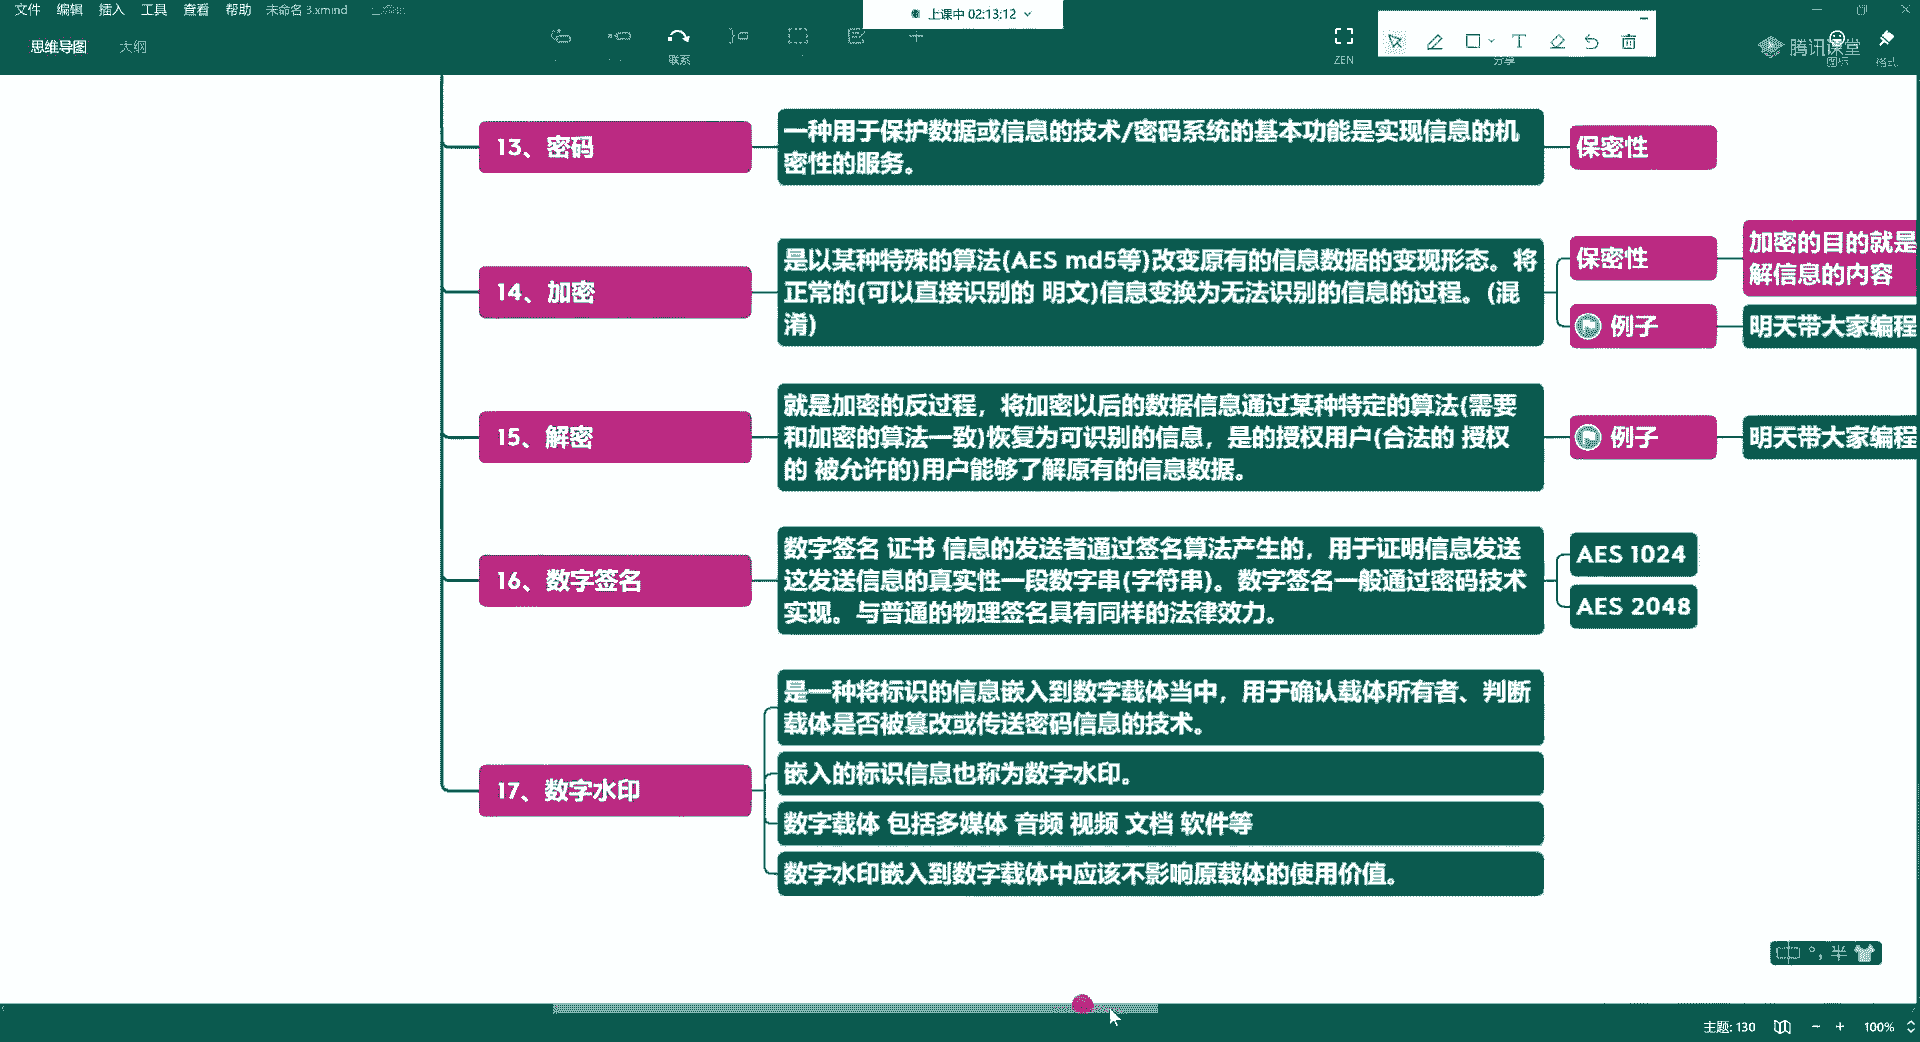 文件 编辑 插入 工具 查看 帮助 未命名 3.xmind
上课中 02:13:12
思维导图 大纲
联系
ZEN
分享
腾讯课堂
图标
格式
13、密码
一种用于保护数据或信息的技术/密码系统的基本功能是实现信息的机
密性的服务。
保密性
14、加密
是以某种特殊的算法(AES md5等)改变原有的信息数据的变现形态。将
正常的(可以直接识别的 明文)信息变换为无法识别的信息的过程。(混
淆)
保密性
加密的目的就是
解信息的内容
例子
明天带大家编程
15、解密
就是加密的反过程，将加密以后的数据信息通过某种特定的算法(需要
和加密的算法一致)恢复为可识别的信息，是的授权用户(合法的 授权
的 被允许的)用户能够了解原有的信息数据。
例子
明天带大家编程
16、数字签名
数字签名 证书 信息的发送者通过签名算法产生的，用于证明信息发送
这发送信息的真实性一段数字串(字符串)。数字签名一般通过密码技术
实现。与普通的物理签名具有同样的法律效力。
AES 1024
AES 2048
17、数字水印
是一种将标识的信息嵌入到数字载体当中，用于确认载体所有者、判断
载体是否被篡改或传送密码信息的技术。
嵌入的标识信息也称为数字水印。
数字载体 包括多媒体 音频 视频 文档 软件等
数字水印嵌入到数字载体中应该不影响原载体的使用价值。
半
主题: 130
100%